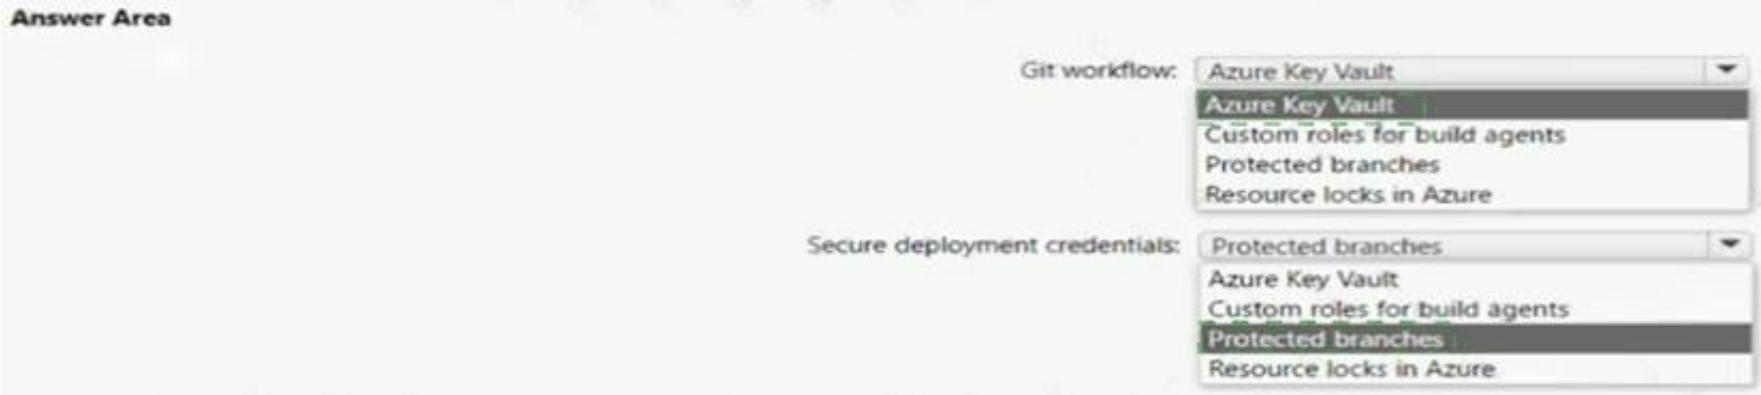 Answer Area
Git workflow: Azure Key Vault
Azure Key Vault
Custom roles for build agents
Protected branches
Resource locks in Azure
Secure deployment credentials: Protected branches
Azure Key Vault
Custom roles for build agents
Protected branches
Resource locks in Azure